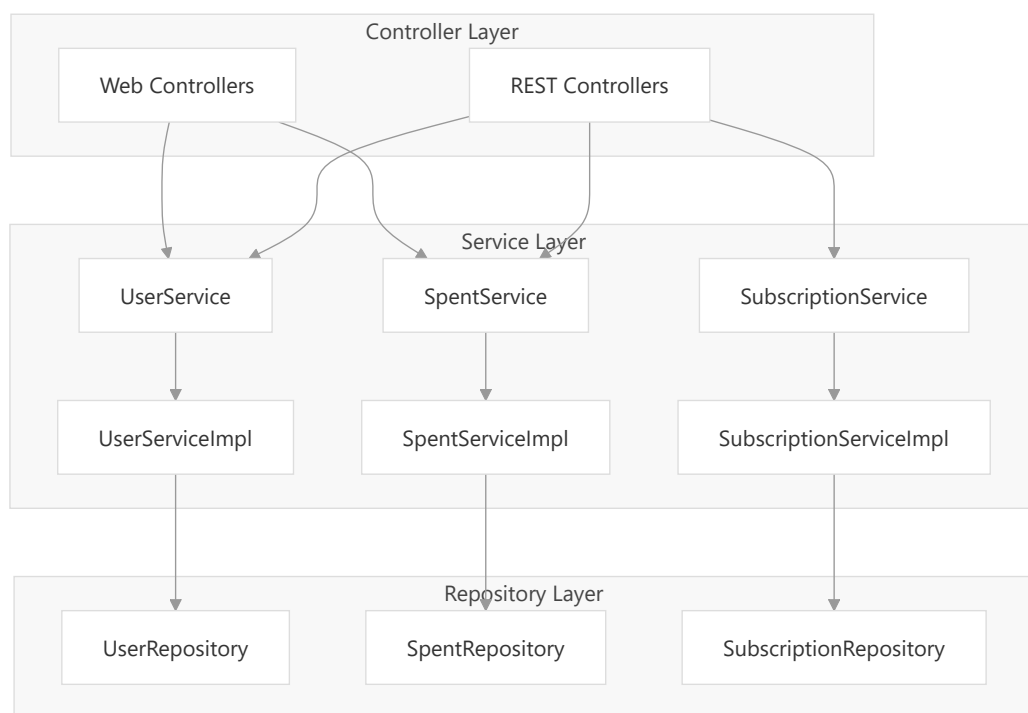 Controller Layer
Web Controllers
REST Controllers
Service Layer
UserService
SpentService
SubscriptionService
UserServiceImpl
SpentServiceImpl
SubscriptionServiceImpl
Repository Layer
UserRepository
SpentRepository
SubscriptionRepository